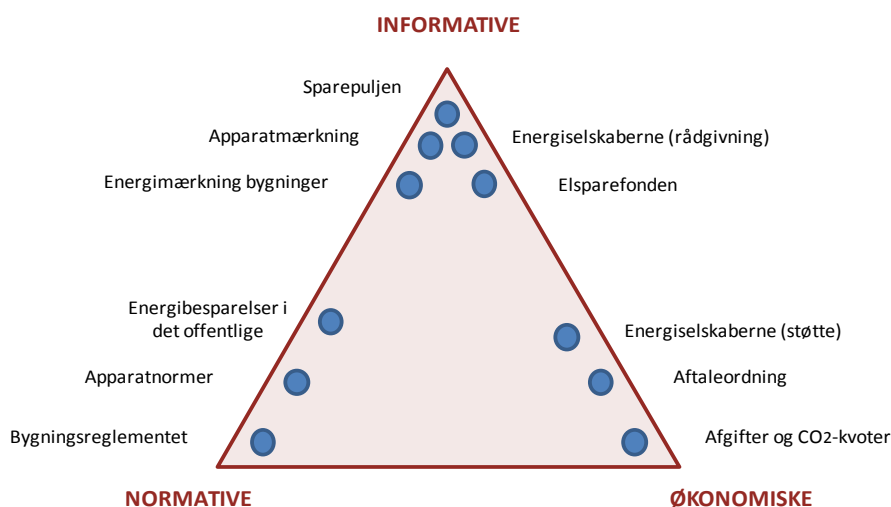 INFORMATIVE
Sparepuljen
Apparatmærkning
Energiselskaberne (rådgivning)
Energimærkning bygninger
Elsparefonden
Energibesparelser i
det offentlige
Energiselskaberne (støtte)
Apparatnormer
Aftaleordning
Bygningsreglementet
Afgifter og CO2-kvoter
NORMATIVE
ØKONOMISKE